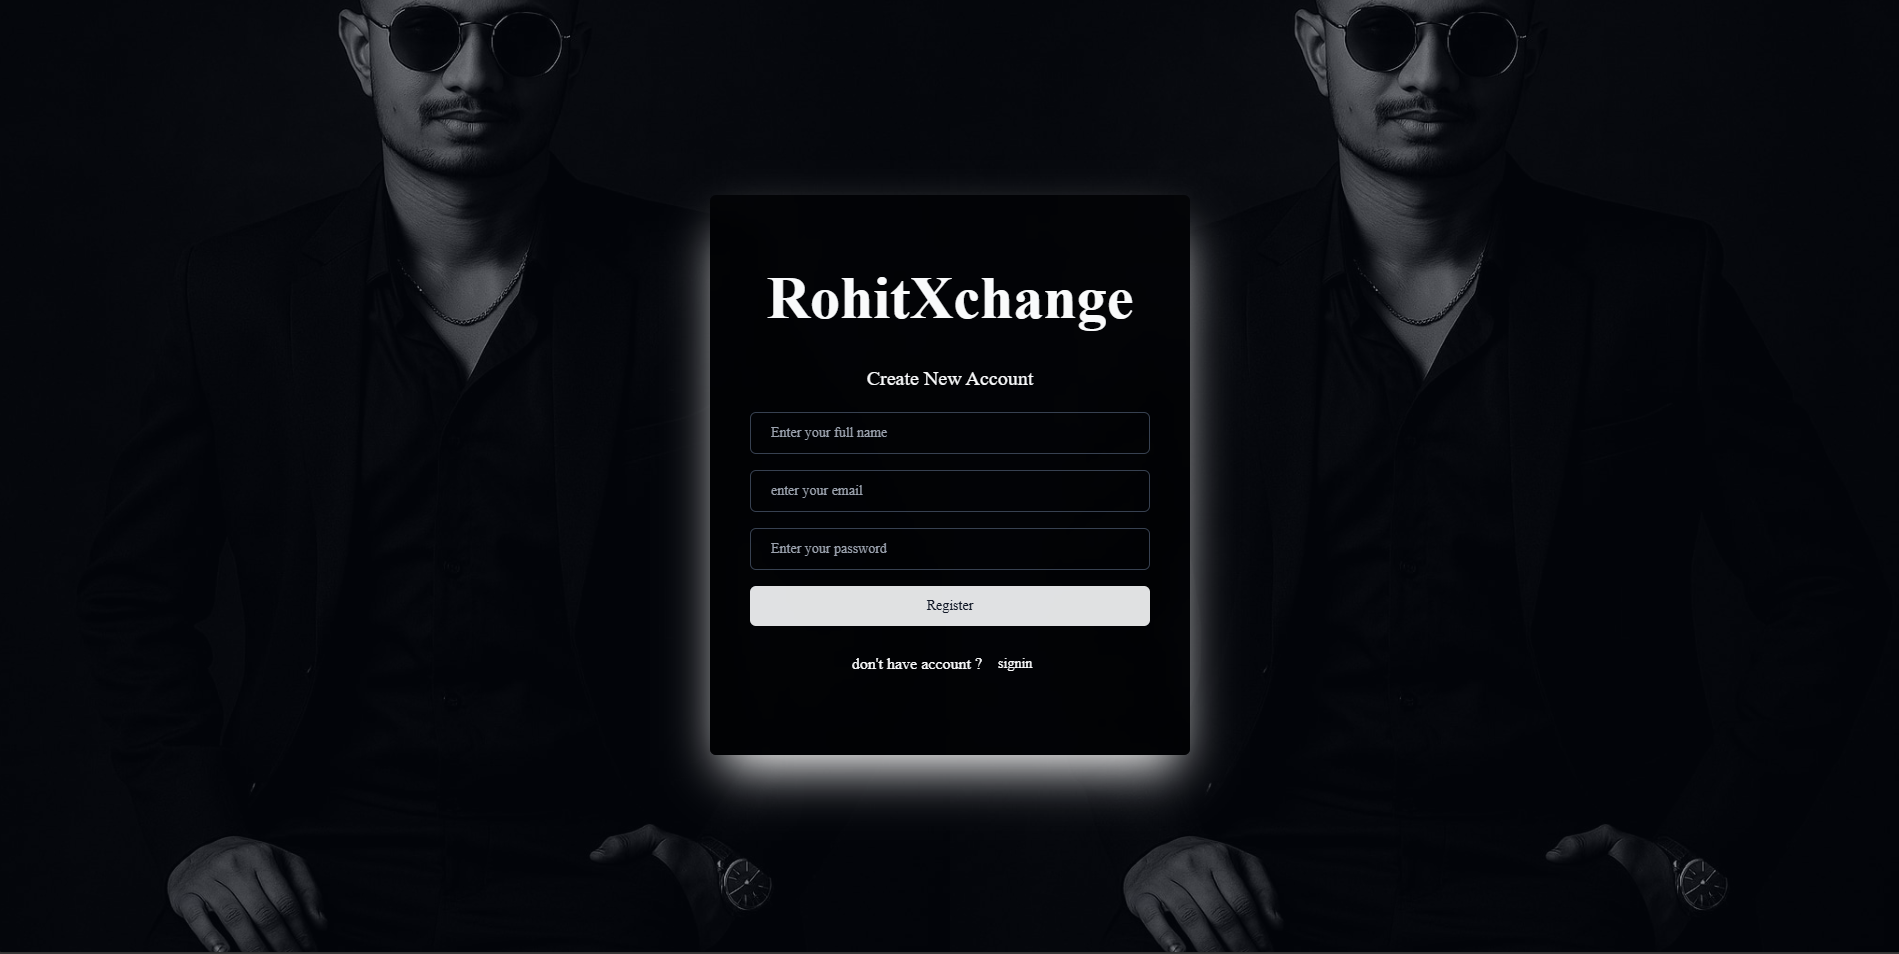 RohitXchange
Create New Account
Enter your full name
enter your email
Enter your password
Register
don't have account ? signin